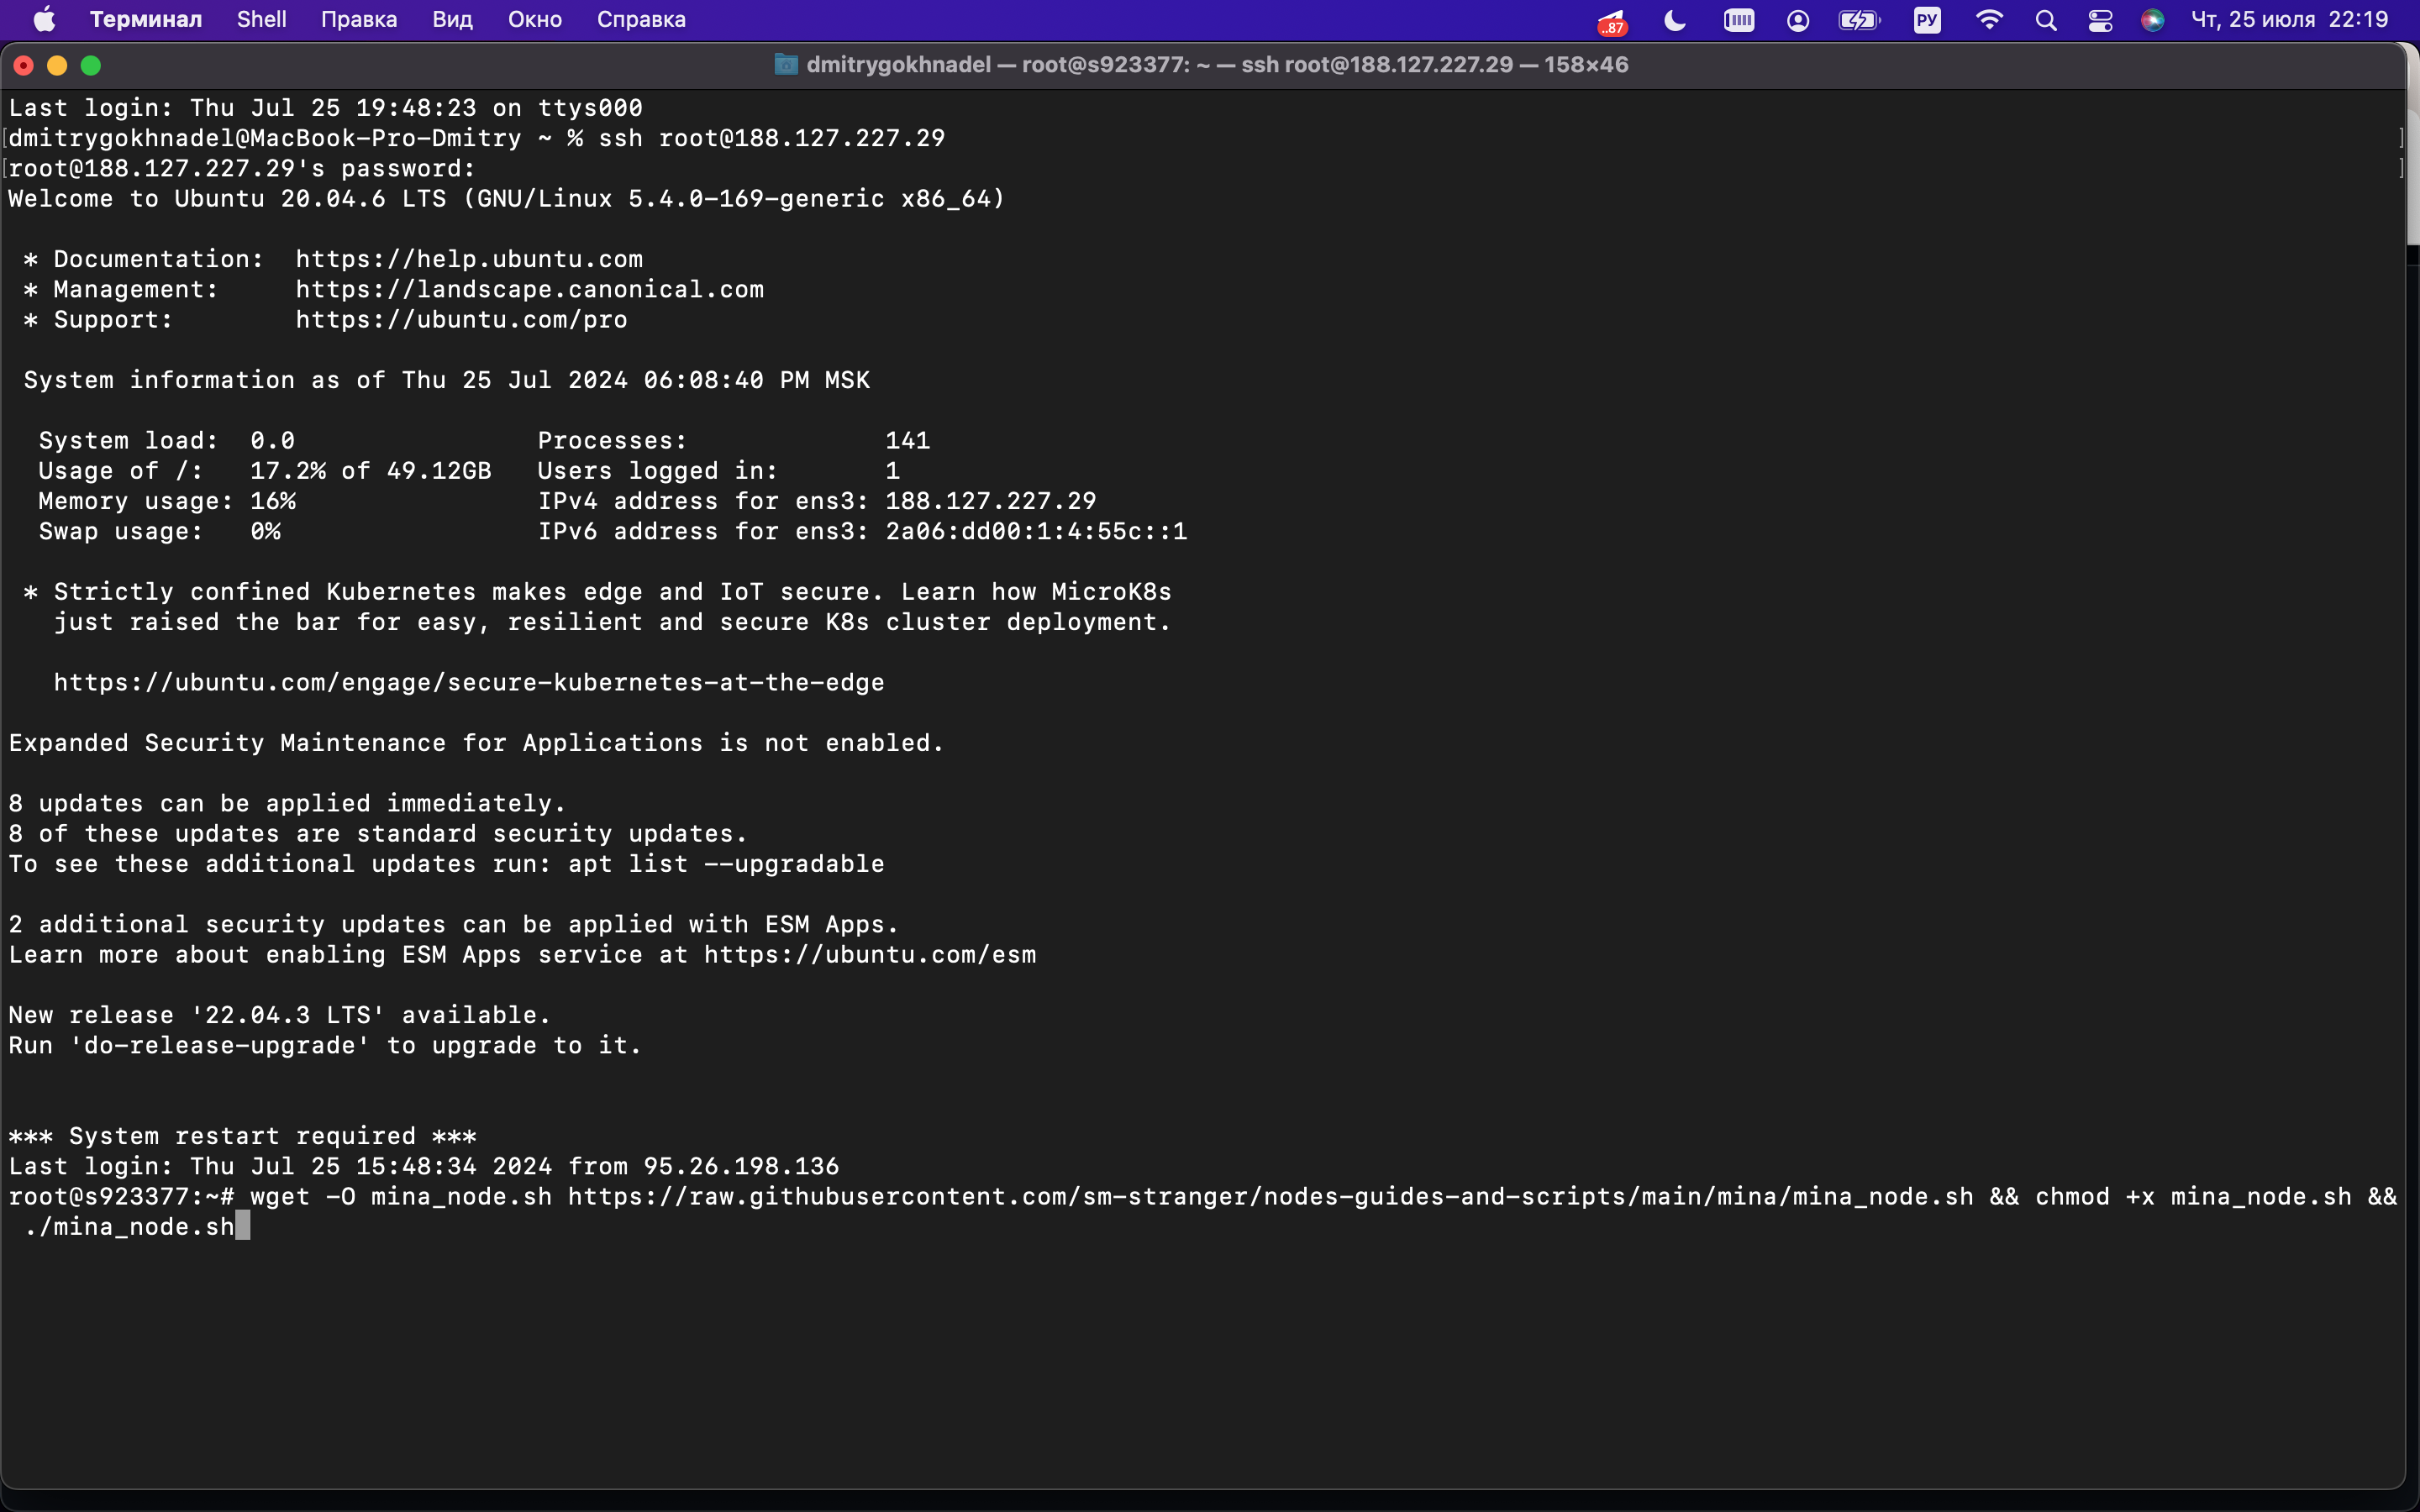 Терминал Shell Правка Вид Окно Справка ..87 РУ Чт, 25 июля 22:19
dmitrygokhnadel — root@s923377: ~ — ssh root@188.127.227.29 — 158×46
Last login: Thu Jul 25 19:48:23 on ttys000
[dmitrygokhnadel@MacBook-Pro-Dmitry ~ % ssh root@188.127.227.29 ]
[root@188.127.227.29's password: ]
Welcome to Ubuntu 20.04.6 LTS (GNU/Linux 5.4.0-169-generic x86_64)
* Documentation: https://help.ubuntu.com
* Management: https://landscape.canonical.com
* Support: https://ubuntu.com/pro
System information as of Thu 25 Jul 2024 06:08:40 PM MSK
System load: 0.0 Processes: 141
Usage of /: 17.2% of 49.12GB Users logged in: 1
Memory usage: 16% IPv4 address for ens3: 188.127.227.29
Swap usage: 0% IPv6 address for ens3: 2a06:dd00:1:4:55c::1
* Strictly confined Kubernetes makes edge and IoT secure. Learn how MicroK8s
just raised the bar for easy, resilient and secure K8s cluster deployment.
https://ubuntu.com/engage/secure-kubernetes-at-the-edge
Expanded Security Maintenance for Applications is not enabled.
8 updates can be applied immediately.
8 of these updates are standard security updates.
To see these additional updates run: apt list --upgradable
2 additional security updates can be applied with ESM Apps.
Learn more about enabling ESM Apps service at https://ubuntu.com/esm
New release '22.04.3 LTS' available.
Run 'do-release-upgrade' to upgrade to it.
*** System restart required ***
Last login: Thu Jul 25 15:48:34 2024 from 95.26.198.136
root@s923377:~# wget -O mina_node.sh https://raw.githubusercontent.com/sm-stranger/nodes-guides-and-scripts/main/mina/mina_node.sh && chmod +x mina_node.sh &&
./mina_node.sh